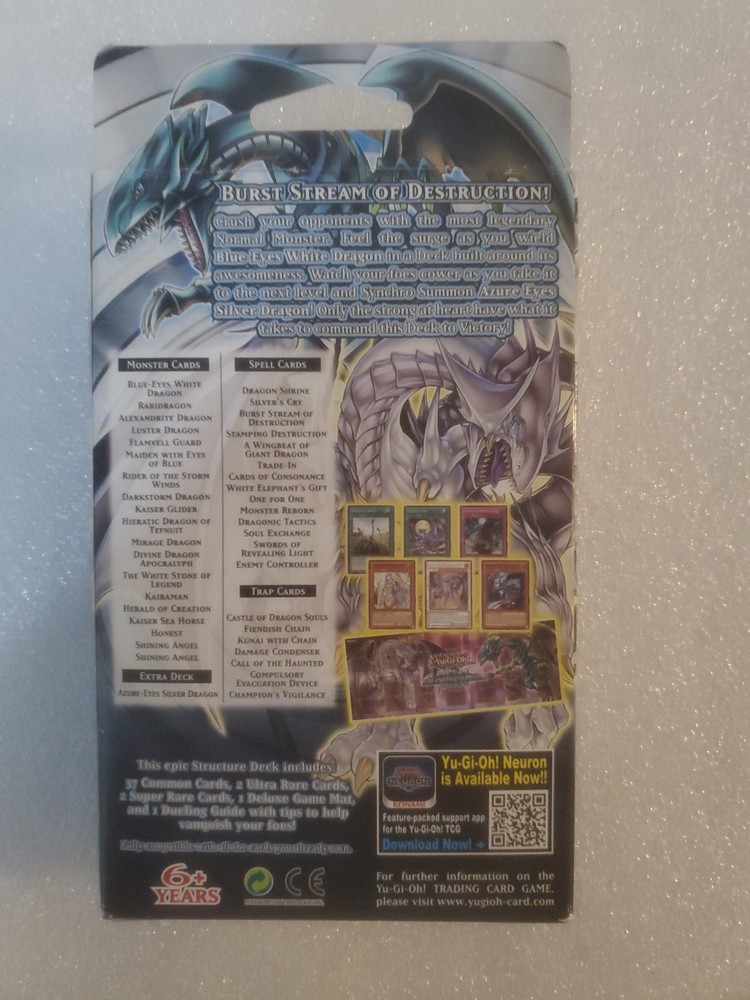 BURST STREAM OF DESTRUCTION!
Crush your opponents with the most legendary
Normal Monster. Feel the surge as you wield
Blue Eyes White Dragon in a Deck built around its
awesomeness. Watch your foes cower as you take it
to the next level and Synchro Summon Azure Eyes
Silver Dragon! Only the strong at heart have what it
takes to command this Deck to Victory!
MONSTER CARDS
BLUE-EYES WHITE
DRAGON
RABIDRAGON
ALEXANDRITE DRAGON
LUSTER DRAGON
FLAMVELL GUARD
MAIDEN WITH EYES
OF BLUE
RIDER OF THE STORM
WINDS
DARKSTORM DRAGON
KAISER GLIDER
HIERATIC DRAGON OF
TEFNUIT
MIRAGE DRAGON
DIVINE DRAGON
APOCRALYPH
THE WHITE STONE OF
LEGEND
KAIBAMAN
HERALD OF CREATION
KAISER SEA HORSE
HONEST
SHINING ANGEL
SHINING ANGEL
EXTRA DECK
AZURE-EYES SILVER DRAGON
SPELL CARDS
DRAGON SHRINE
SILVER'S CRY
BURST STREAM OF
DESTRUCTION
STAMPING DESTRUCTION
A WINGBEAT OF
GIANT DRAGON
TRADE-IN
CARDS OF CONSONANCE
WHITE ELEPHANT'S GIFT
ONE FOR ONE
MONSTER REBORN
DRAGONIC TACTICS
SOUL EXCHANGE
SWORDS OF
REVEALING LIGHT
ENEMY CONTROLLER
TRAP CARDS
CASTLE OF DRAGON SOULS
FIENDISH CHAIN
KUNAI WITH CHAIN
DAMAGE CONDENSER
CALL OF THE HAUNTED
COMPULSORY
EVACUATION DEVICE
CHAMPION'S VIGILANCE
Yu-Gi-Oh!
This epic Structure Deck includes:
37 Common Cards, 2 Ultra Rare Cards,
2 Super Rare Cards, 1 Deluxe Game Mat,
and 1 Dueling Guide with tips to help
vanquish your foes!
Fully compatible with all the cards you already own.
6+
YEARS
CE
NEURON
KONAMI
Yu-Gi-Oh! Neuron
is Available Now!!
Feature-packed support app
for the Yu-Gi-Oh! TCG
Download Now!
For further information on the
Yu-Gi-Oh! TRADING CARD GAME,
please visit www.yugioh-card.com